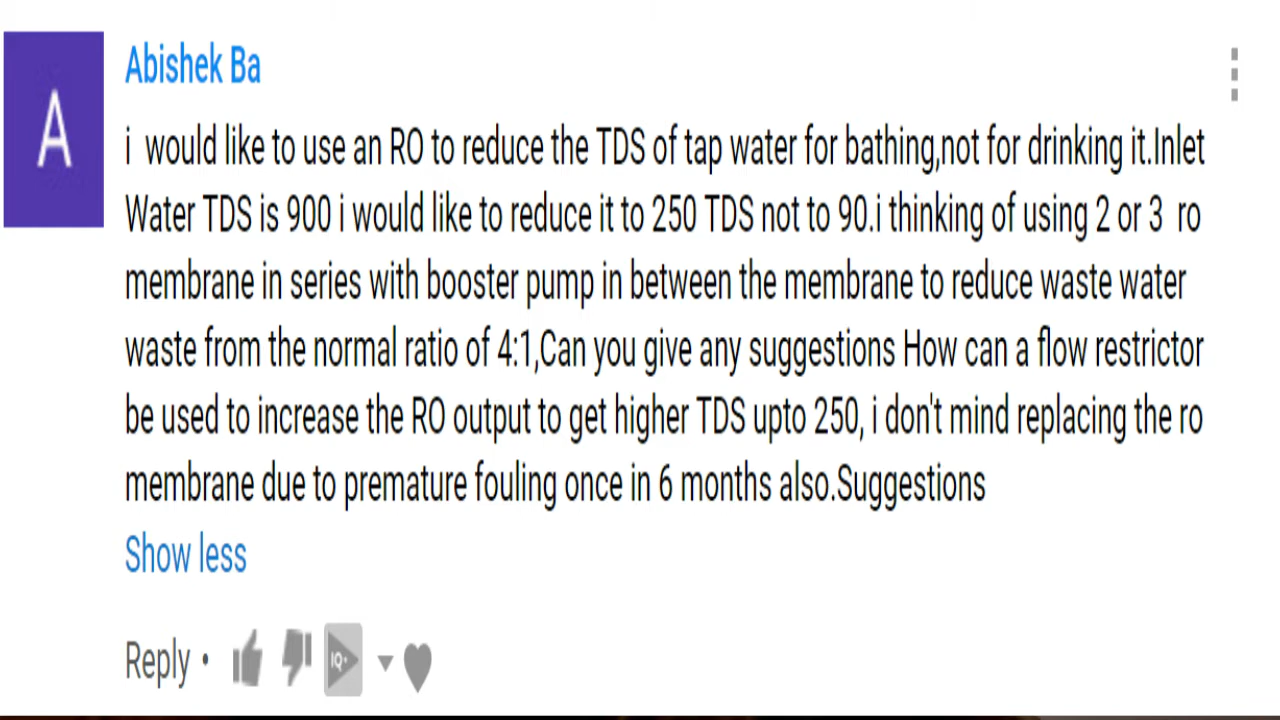 A
Abishek Ba
i would like to use an RO to reduce the TDS of tap water for bathing,not for drinking it.Inlet
Water TDS is 900 i would like to reduce it to 250 TDS not to 90.i thinking of using 2 or 3 ro
membrane in series with booster pump in between the membrane to reduce waste water
waste from the normal ratio of 4:1,Can you give any suggestions How can a flow restrictor
be used to increase the RO output to get higher TDS upto 250, i don't mind replacing the ro
membrane due to premature fouling once in 6 months also.Suggestions
Show less
Reply • IQ+